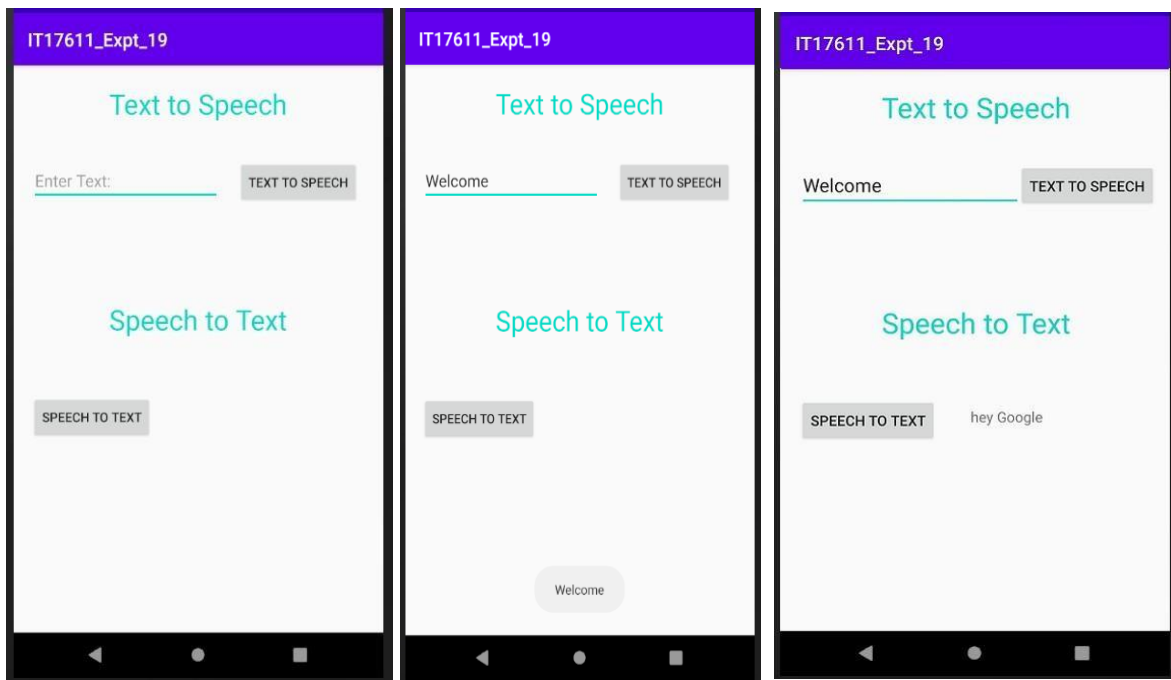 IT17611_Expt_19
Text to Speech
Enter Text:
TEXT TO SPEECH
Speech to Text
SPEECH TO TEXT
IT17611_Expt_19
Text to Speech
Welcome
TEXT TO SPEECH
Speech to Text
SPEECH TO TEXT
Welcome
IT17611_Expt_19
Text to Speech
Welcome
TEXT TO SPEECH
Speech to Text
SPEECH TO TEXT
hey Google